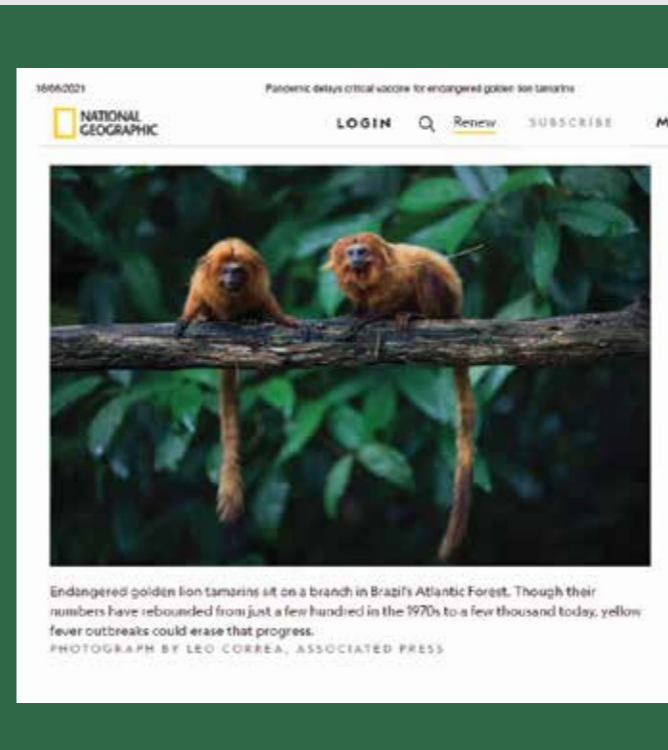 18/06/2021
Pandemic delays critical vaccine for endangered golden lion tamarins
NATIONAL
GEOGRAPHIC
LOGIN
Renew
SUBSCRIBE
M
Endangered golden lion tamarins sit on a branch in Brazil's Atlantic Forest. Though their
numbers have rebounded from just a few hundred in the 1970s to a few thousand today, yellow
fever outbreaks could erase that progress.
PHOTOGRAPH BY LEO CORREA, ASSOCIATED PRESS